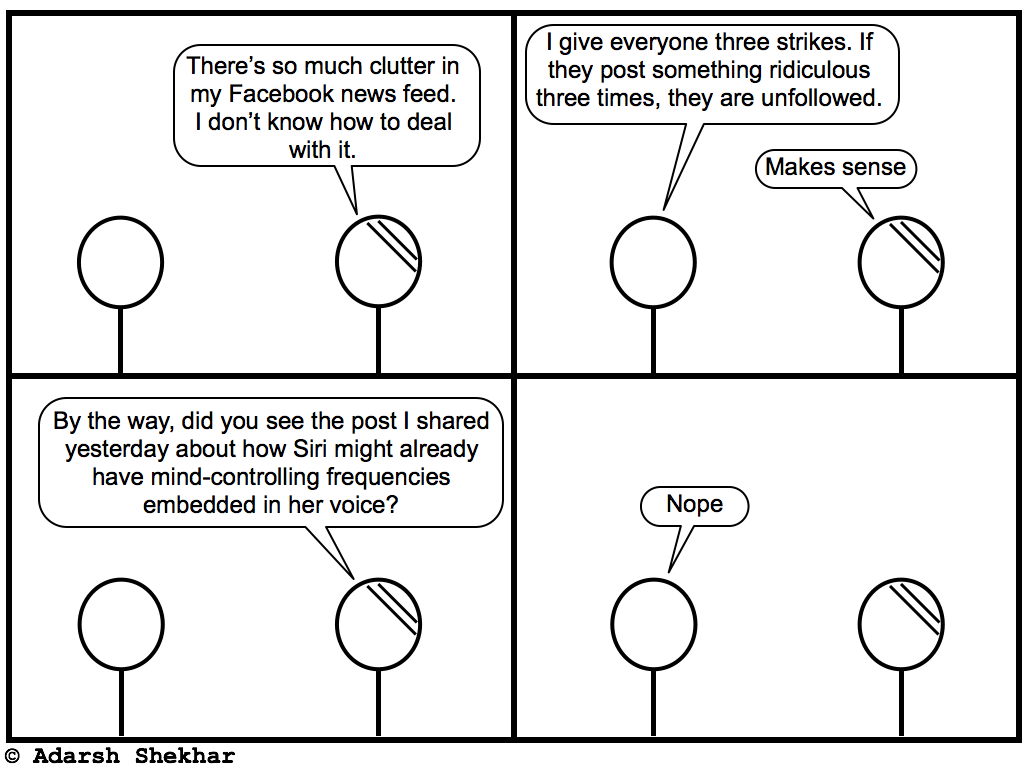 There’s so much clutter in
my Facebook news feed.
I don’t know how to deal
with it.
I give everyone three strikes. If
they post something ridiculous
three times, they are unfollowed.
Makes sense
By the way, did you see the post I shared
yesterday about how Siri might already
have mind-controlling frequencies
embedded in her voice?
Nope
© Adarsh Shekhar